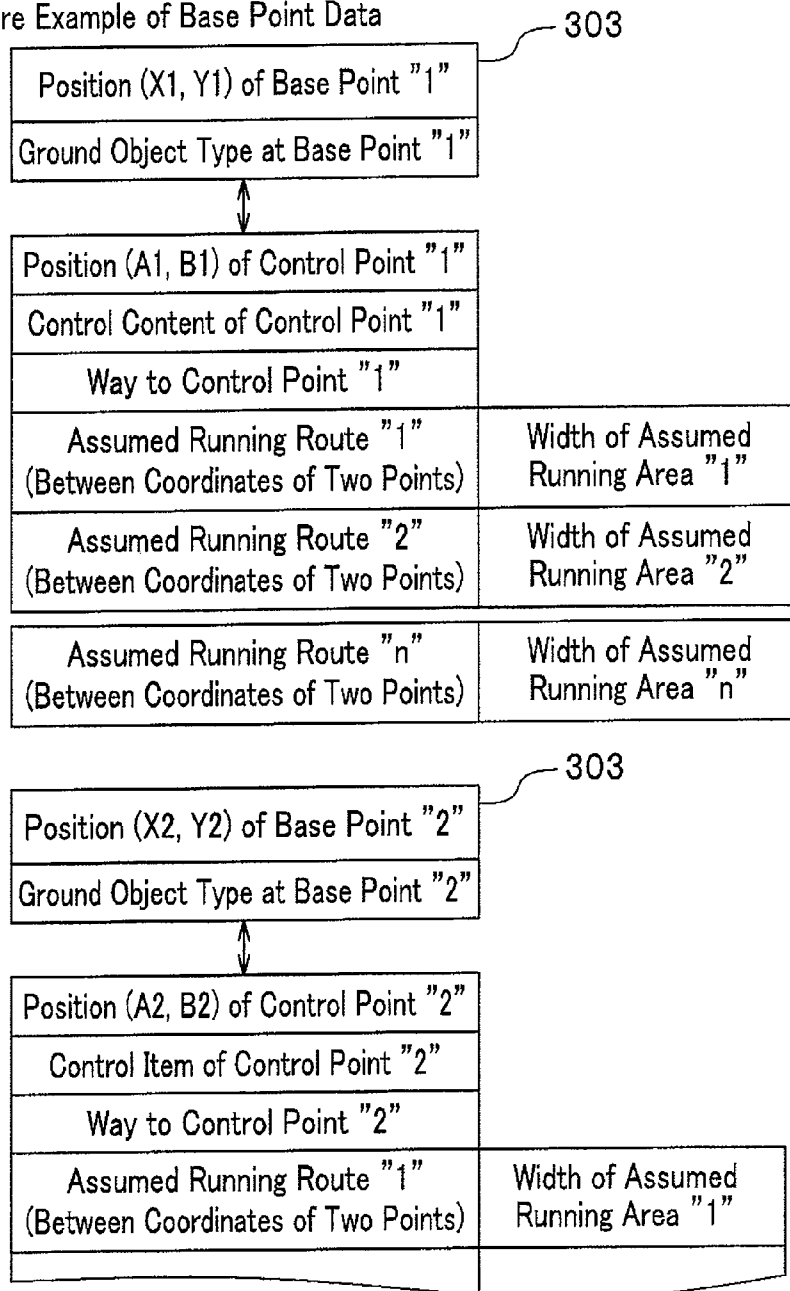 re Example of Base Point Data
303
Position (X1, Y1) of Base Point "1"
Ground Object Type at Base Point "1"
Position (A1, B1) of Control Point "1"
Control Content of Control Point "1"
Way to Control Point "1"
Assumed Running Route "1"
(Between Coordinates of Two Points)
Width of Assumed
Running Area "1"
Assumed Running Route "2"
(Between Coordinates of Two Points)
Width of Assumed
Running Area "2"
Assumed Running Route "n"
(Between Coordinates of Two Points)
Width of Assumed
Running Area "n"
303
Position (X2, Y2) of Base Point "2"
Ground Object Type at Base Point "2"
Position (A2, B2) of Control Point "2"
Control Item of Control Point "2"
Way to Control Point "2"
Assumed Running Route "1"
(Between Coordinates of Two Points)
Width of Assumed
Running Area "1"